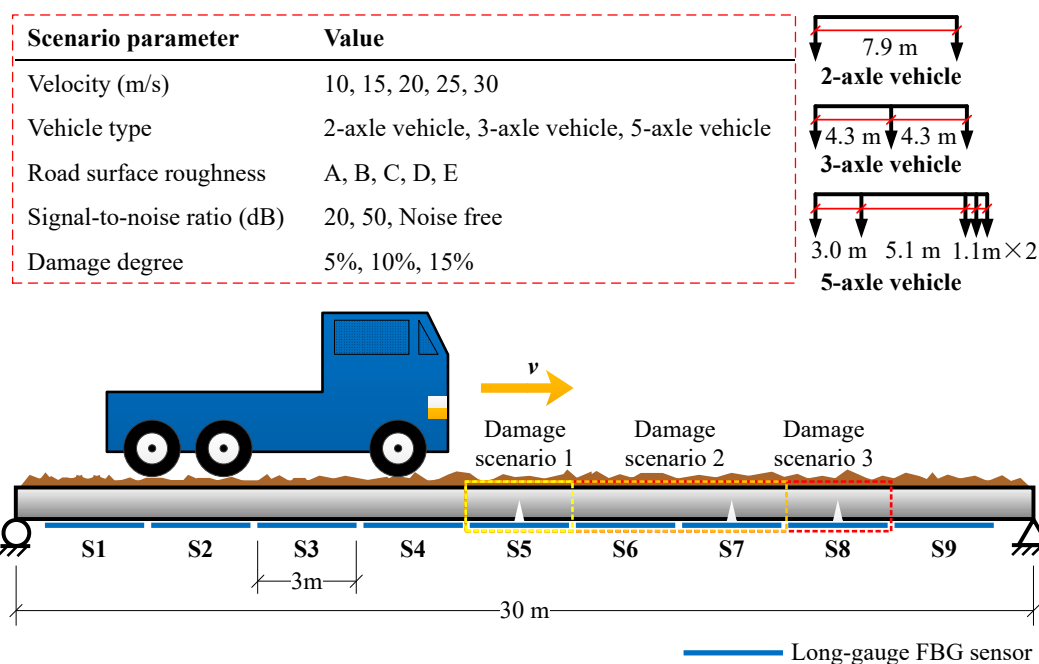 Scenario parameter Value
Velocity (m/s) 10, 15, 20, 25, 30
Vehicle type 2-axle vehicle, 3-axle vehicle, 5-axle vehicle
Road surface roughness A, B, C, D, E
Signal-to-noise ratio (dB) 20, 50, Noise free
Damage degree 5%, 10%, 15%
7.9 m
2-axle vehicle
4.3 m 4.3 m
3-axle vehicle
3.0 m 5.1 m 1.1m×2
5-axle vehicle
v
Damage scenario 1
Damage scenario 2
Damage scenario 3
S1 S2 S3 S4 S5 S6 S7 S8 S9
3m
30 m
Long-gauge FBG sensor